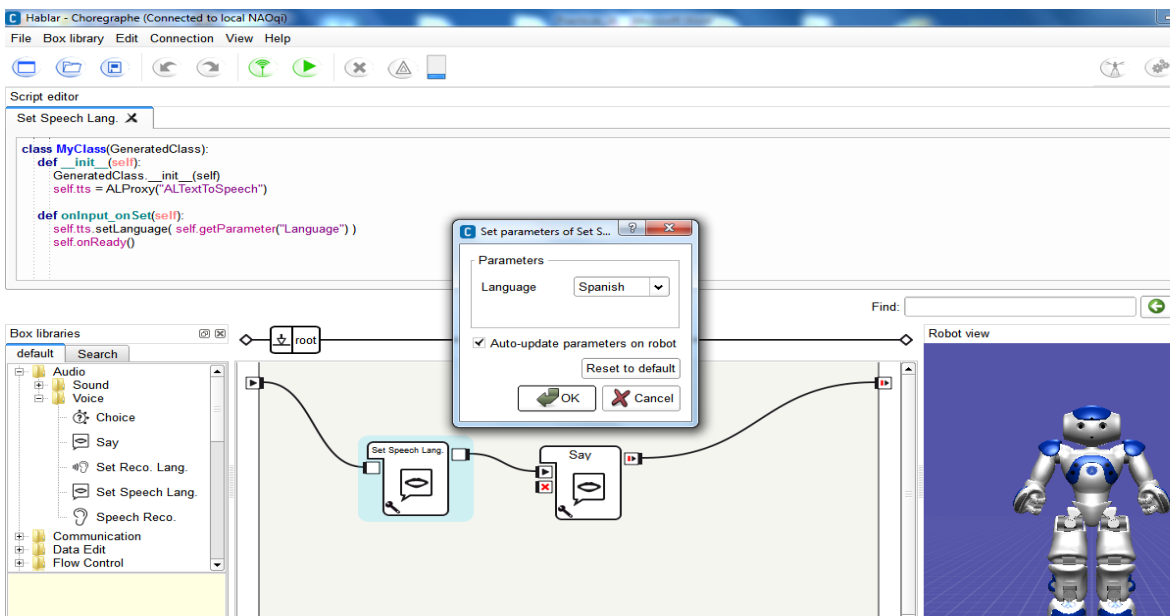 Hablar - Choregraphe (Connected to local NAOqi)
File Box library Edit Connection View Help
Script editor
Set Speech Lang.
class MyClass(GeneratedClass):
def __init__(self):
GeneratedClass.__init__(self)
self.tts = ALProxy("ALTextToSpeech")
def onInput_onSet(self):
self.tts.setLanguage( self.getParameter("Language") )
self.onReady()
Set parameters of Set S...
Parameters
Language Spanish
Auto-update parameters on robot
Reset to default
OK Cancel
Find:
Box libraries
default Search
Audio
Sound
Voice
Choice
Say
Set Reco. Lang.
Set Speech Lang.
Speech Reco.
Communication
Data Edit
Flow Control
root
Set Speech Lang.
Say
Robot view